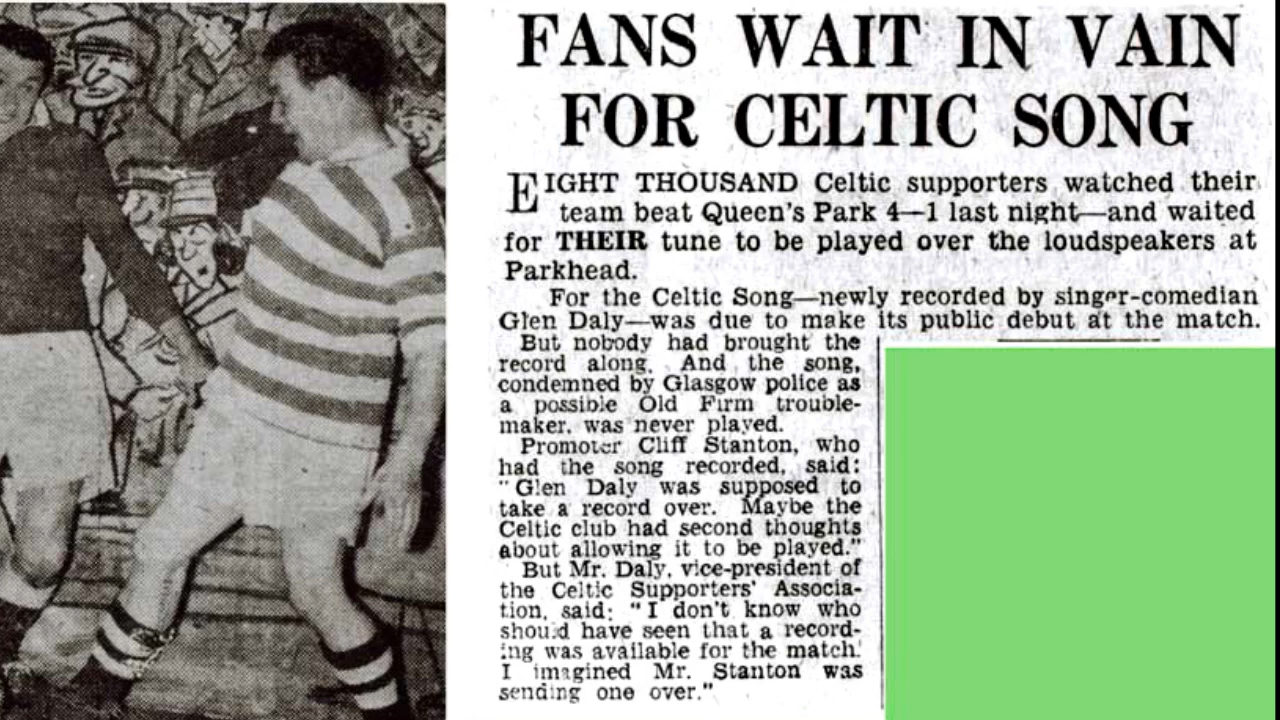 FANS WAIT IN VAIN
FOR CELTIC SONG
EIGHT THOUSAND Celtic supporters watched their
team beat Queen's Park 4—1 last night—and waited
for THEIR tune to be played over the loudspeakers at
Parkhead.
For the Celtic Song—newly recorded by singer-comedian
Glen Daly—was due to make its public debut at the match.
But nobody had brought the
record along. And the song,
condemned by Glasgow police as
a possible Old Firm trouble-
maker, was never played.
Promoter Cliff Stanton, who
had the song recorded, said:
"Glen Daly was supposed to
take a record over. Maybe the
Celtic club had second thoughts
about allowing it to be played."
But Mr. Daly, vice-president of
the Celtic Supporters' Associa-
tion, said: "I don't know who
should have seen that a record-
ing was available for the match.
I imagined Mr. Stanton was
sending one over."